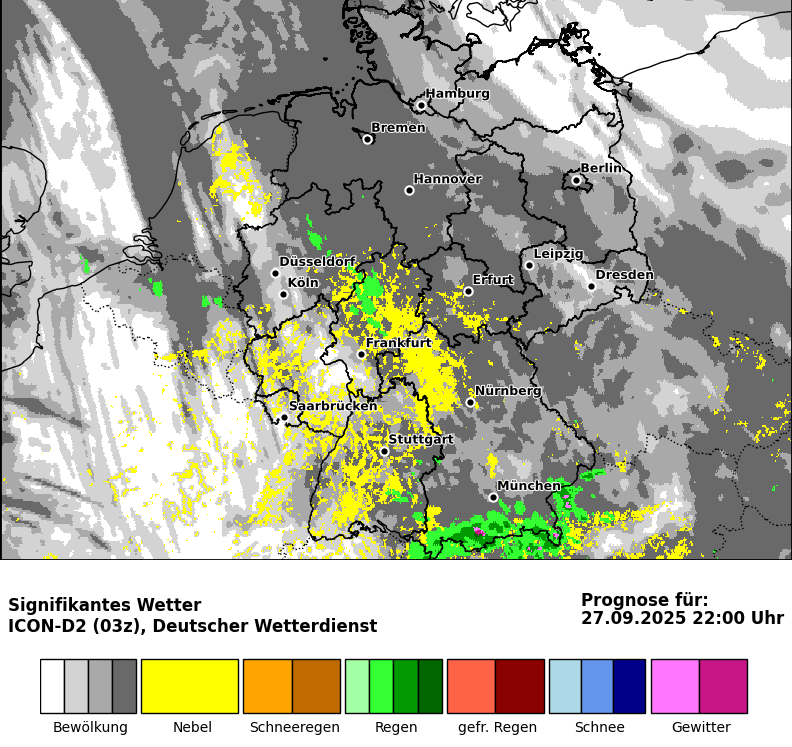 Hamburg
Bremen
Berlin
Hannover
Leipzig
Düsseldorf
Dresden
Erfurt
Köln
Frankfurt
Nürnberg
Saarbrücken
Stuttgart
München
Signifikantes Wetter
ICON-D2 (03z), Deutscher Wetterdienst
Prognose für:
27.09.2025 22:00 Uhr
Bewölkung Nebel Schneeregen Regen gefr. Regen Schnee Gewitter